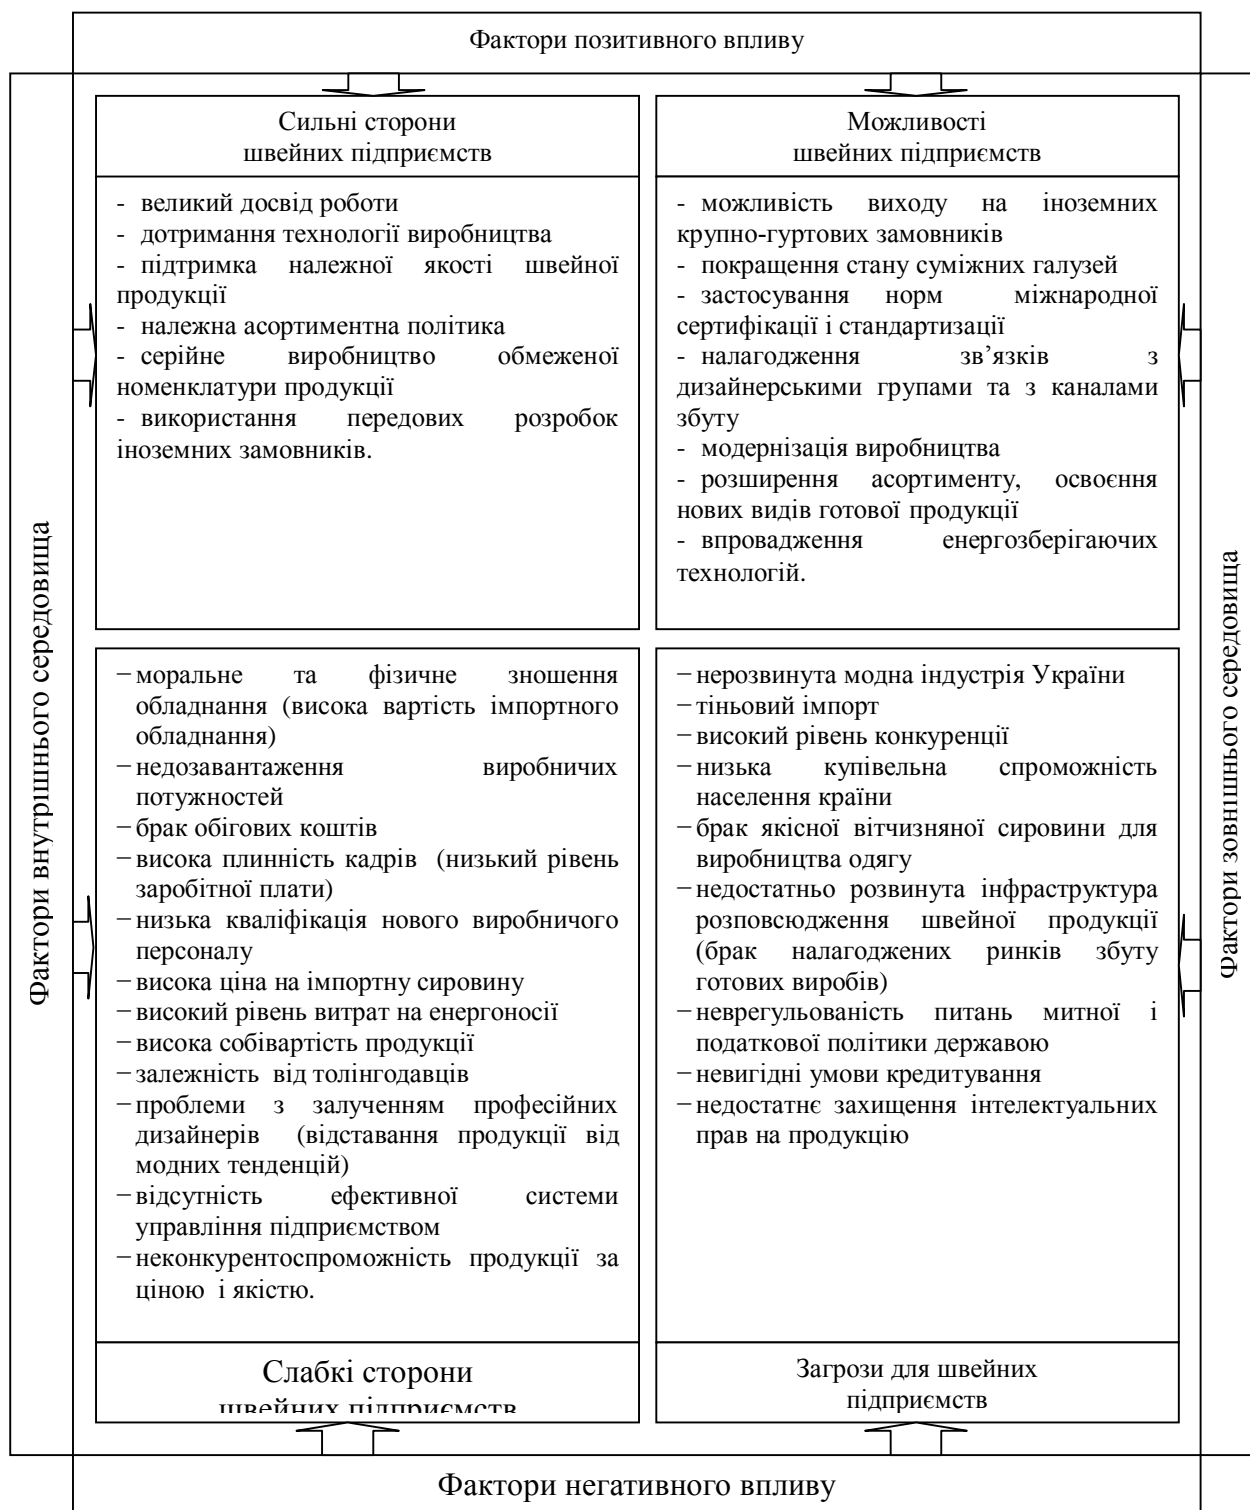 Фактори позитивного впливу
Фактори внутрішнього середовища
Сильні сторони
швейних підприємств
- великий досвід роботи
- дотримання технології виробництва
- підтримка належної якості швейної
продукції
- належна асортиментна політика
- серійне виробництво обмеженої
номенклатури продукції
- використання передових розробок
іноземних замовників.
Можливості
швейних підприємств
- можливість виходу на іноземних
крупно-гуртових замовників
- покращення стану суміжних галузей
- застосування норм міжнародної
сертифікації і стандартизації
- налагодження зв’язків з
дизайнерськими групами та з каналами
збуту
- модернізація виробництва
- розширення асортименту, освоєння
нових видів готової продукції
- впровадження енергозберігаючих
технологій.
Фактори зовнішнього середовища
− моральне та фізичне зношення
обладнання (висока вартість імпортного
обладнання)
− недозавантаження виробничих
потужностей
− брак обігових коштів
− висока плинність кадрів (низький рівень
заробітної плати)
− низька кваліфікація нового виробничого
персоналу
− висока ціна на імпортну сировину
− високий рівень витрат на енергоносії
− висока собівартість продукції
− залежність від толінгодавців
− проблеми з залученням професійних
дизайнерів (відставання продукції від
модних тенденцій)
− відсутність ефективної системи
управління підприємством
− неконкурентоспроможність продукції за
ціною і якістю.
Слабкі сторони
швейних підприємств
− нерозвинута модна індустрія України
− тіньовий імпорт
− високий рівень конкуренції
− низька купівельна спроможність
населення країни
− брак якісної вітчизняної сировини для
виробництва одягу
− недостатньо розвинута інфраструктура
розповсюдження швейної продукції
(брак налагоджених ринків збуту
готових виробів)
− неврегульованість питань митної і
податкової політики державою
− невигідні умови кредитування
− недостатнє захищення інтелектуальних
прав на продукцію
Загрози для швейних
підприємств
Фактори негативного впливу